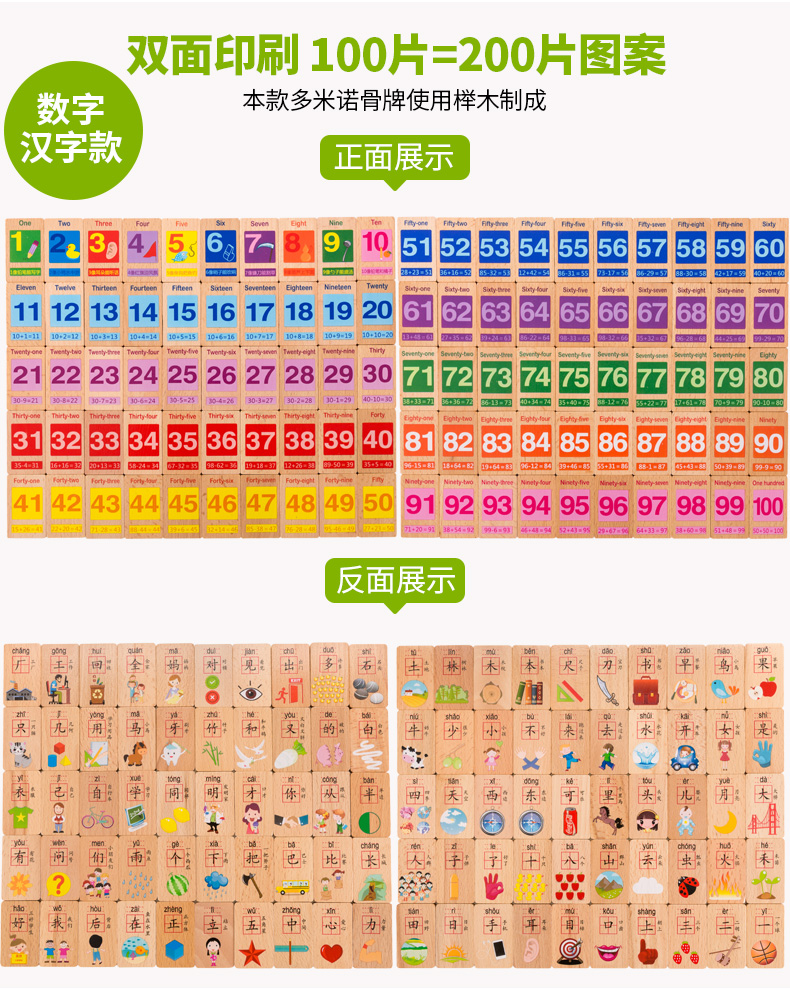 双面印刷 100片=200片图案
本款多米诺骨牌使用榉木制成
数字
汉字款
正面展示
One Two Three Four Five Six Seven Eight Nine Ten
1 2 3 4 5 6 7 8 9 10
Eleven Twelve Thirteen Fourteen Fifteen Sixteen Seventeen Eighteen Nineteen Twenty
11 12 13 14 15 16 17 18 19 20
10+1=11 10+2=12 10+3=13 10+4=14 10+5=15 10+6=16 10+7=17 10+8=18 10+9=19 10+10=20
Twenty-one Twenty-two Twenty-three Twenty-four Twenty-five Twenty-six Twenty-seven Twenty-eight Twenty-nine Thirty
21 22 23 24 25 26 27 28 29 30
30-9=21 30-8=22 30-7=23 30-6=24 30-5=25 30-4=26 30-3=27 30-2=28 30-1=29 40-10=30
Thirty-one Thirty-two Thirty-three Thirty-four Thirty-five Thirty-six Thirty-seven Thirty-eight Thirty-nine Forty
31 32 33 34 35 36 37 38 39 40
35-4=31 16+16=32 20+13=33 58-24=34 67-32=35 98-62=36 19+18=37 12+26=38 89-50=39 35+5=40
Forty-one Forty-two Forty-three Forty-four Forty-five Forty-six Forty-seven Forty-eight Forty-nine Fifty
41 42 43 44 45 46 47 48 49 50
Fifty-one Fifty-two Fifty-three Fifty-four Fifty-five Fifty-six Fifty-seven Fifty-eight Fifty-nine Sixty
51 52 53 54 55 56 57 58 59 60
28+23=51 36+16=52 85-32=53 12+42=54 86-31=55 73-17=56 86-29=57 88-30=58 42+17=59 40+20=60
Sixty-one Sixty-two Sixty-three Sixty-four Sixty-five Sixty-six Sixty-seven Sixty-eight Sixty-nine Seventy
61 62 63 64 65 66 67 68 69 70
Seventy-one Seventy-two Seventy-three Seventy-four Seventy-five Seventy-six Seventy-seven Seventy-eight Seventy-nine Eighty
71 72 73 74 75 76 77 78 79 80
38+33=71 36+36=72 86-13=73 40+34=74 35+40=75 88-12=76 55+22=77 17+61=78 70+9=79 90-10=80
Eighty-one Eighty-two Eighty-three Eighty-four Eighty-five Eighty-six Eighty-seven Eighty-eight Eighty-nine Ninety
81 82 83 84 85 86 87 88 89 90
96-15=81 18+64=82 19+64=83 96-12=84 39+46=85 55+31=86 88-1=87 45+43=88 50+39=89 99-9=90
Ninety-one Ninety-two Ninety-three Ninety-four Ninety-five Ninety-six Ninety-seven Ninety-eight Ninety-nine One hundred
91 92 93 94 95 96 97 98 99 100
71+20=91 38+54=92 99-6=93 46+48=94 52+43=95 29+67=96 64+33=97 38+60=98 51+48=99 50+50=100
反面展示
chǎng gōng huí quán mā duì jiàn chū duō shí
厂 工 回 全 妈 对 见 出 多 石
zhī jǐ yòng mǎ yá zhú hé yòu de bái
只 几 用 马 牙 竹 和 又 的 白
yī jǐ zì xué tóng míng cái nǐ cóng bàn
衣 己 自 学 同 明 才 你 从 半
yǒu wèn men yǔ gè xià bǎ bā bǐ cháng
有 问 们 雨 个 下 把 巴 比 长
hǎo wǒ hòu zài zhèng lì wǔ zhōng xīn lì
好 我 后 在 正 立 五 中 心 力
tǔ lín mù běn chǐ dāo shū zǎo niǎo guǒ
土 林 木 本 尺 刀 书 早 鸟 果
niú shǎo xiǎo bù lái qù shuǐ kāi nǚ shì
牛 少 小 不 来 去 水 开 女 是
sì tiān xī dōng kě lǐ tóu ér yuè dà
四 天 西 东 可 里 头 儿 月 大
rén zǐ le shí bā shān yún chóng huǒ hé
人 子 了 十 八 山 云 虫 火 禾
tián rì shǒu ěr mù kǒu shàng sān èr yī
田 日 手 耳 目 口 上 三 二 一